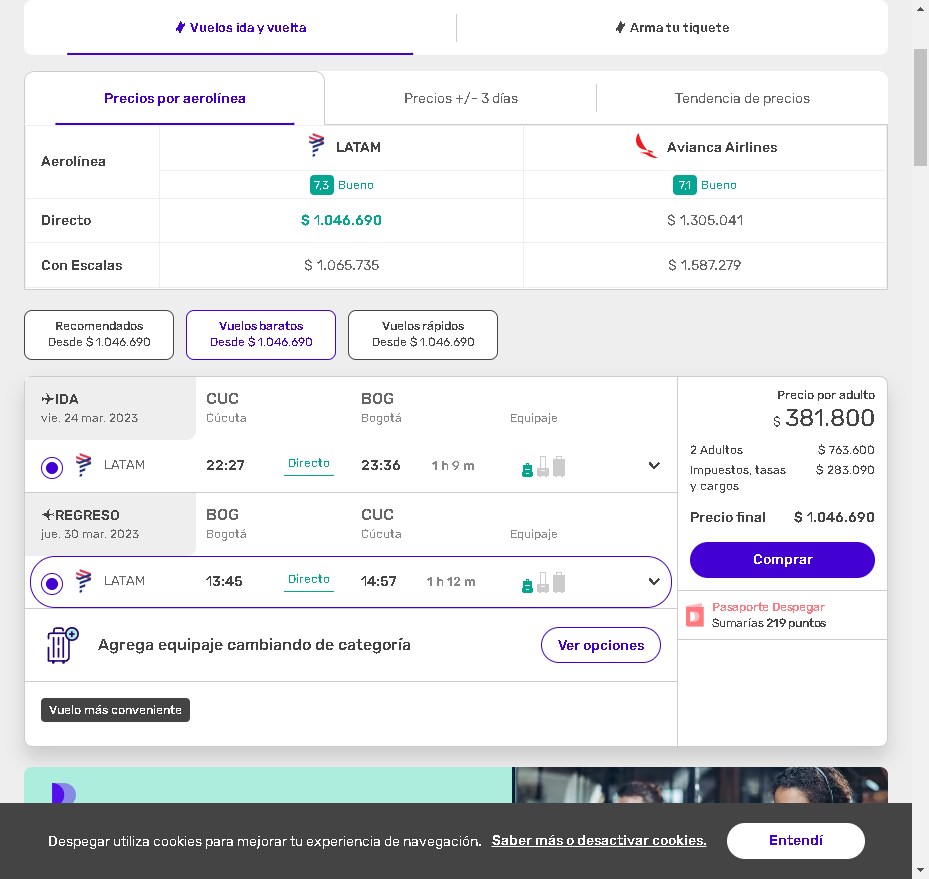 Vuelos ida y vuelta
Arma tu tiquete
Precios por aerolínea
Precios +/- 3 días
Tendencia de precios
Aerolínea
LATAM
Avianca Airlines
7,3 Bueno
7,1 Bueno
Directo
$ 1.046.690
$ 1.305.041
Con Escalas
$ 1.065.735
$ 1.587.279
Recomendados
Desde $ 1.046.690
Vuelos baratos
Desde $ 1.046.690
Vuelos rápidos
Desde $ 1.046.690
IDA
vie. 24 mar. 2023
CUC
Cúcuta
BOG
Bogotá
Equipaje
LATAM
22:27
Directo
23:36
1 h 9 m
REGRESO
jue. 30 mar. 2023
BOG
Bogotá
CUC
Cúcuta
Equipaje
LATAM
13:45
Directo
14:57
1 h 12 m
Agrega equipaje cambiando de categoría
Ver opciones
Vuelo más conveniente
Precio por adulto
$ 381.800
2 Adultos
$ 763.600
Impuestos, tasas
y cargos
$ 283.090
Precio final
$ 1.046.690
Comprar
Pasaporte Despegar
Sumarías 219 puntos
Despegar utiliza cookies para mejorar tu experiencia de navegación.
Saber más o desactivar cookies.
Entendí